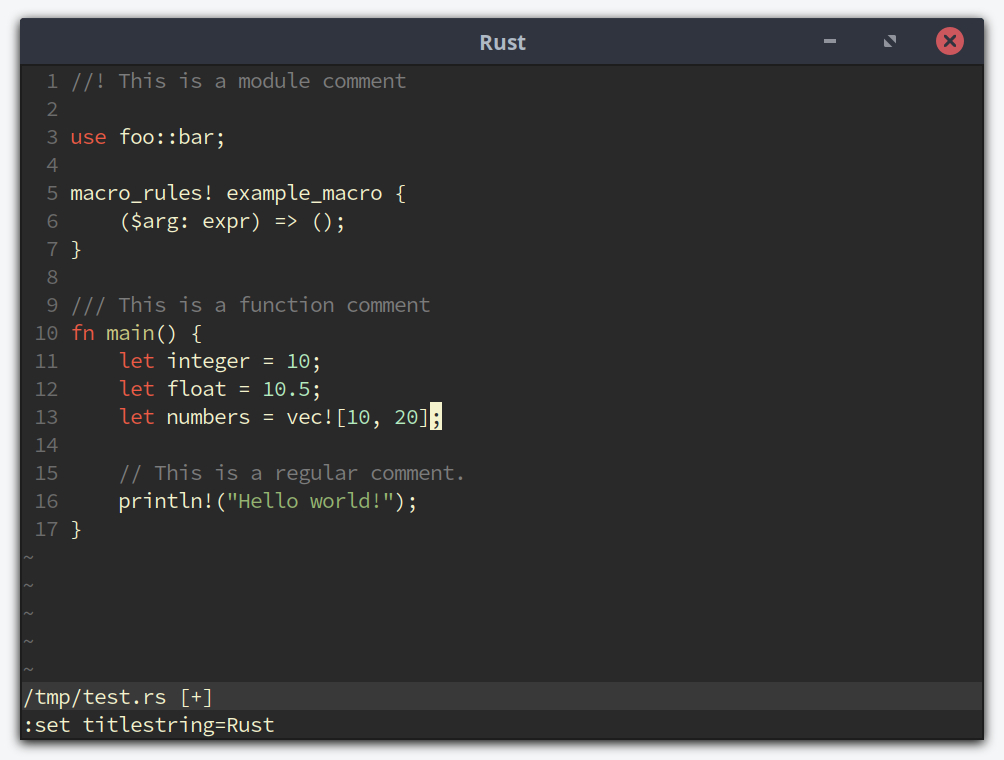 Rust
1 //! This is a module comment
2
3 use foo::bar;
4
5 macro_rules! example_macro {
6     ($arg: expr) => ();
7 }
8
9 /// This is a function comment
10 fn main() {
11     let integer = 10;
12     let float = 10.5;
13     let numbers = vec![10, 20];
14
15     // This is a regular comment.
16     println!("Hello world!");
17 }
~
~
~
~
~
/tmp/test.rs [+]
:set titlestring=Rust